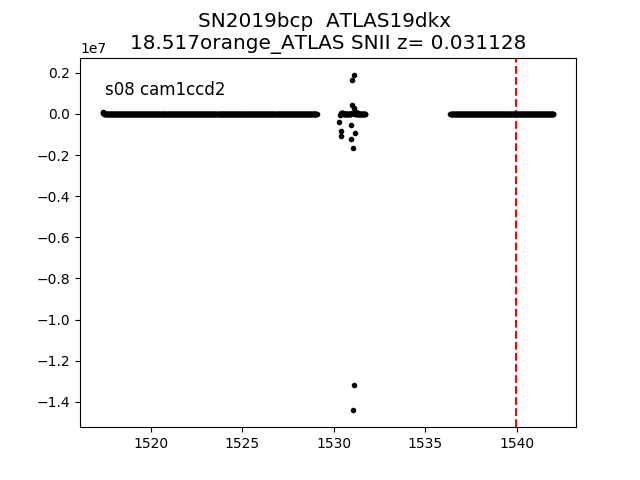 SN2019bcp  ATLAS19dkx
18.517orange_ATLAS SNII z= 0.031128
1e7
s08 cam1ccd2
0.2
0.0
−0.2
−0.4
−0.6
−0.8
−1.0
−1.2
−1.4
1520 1525 1530 1535 1540